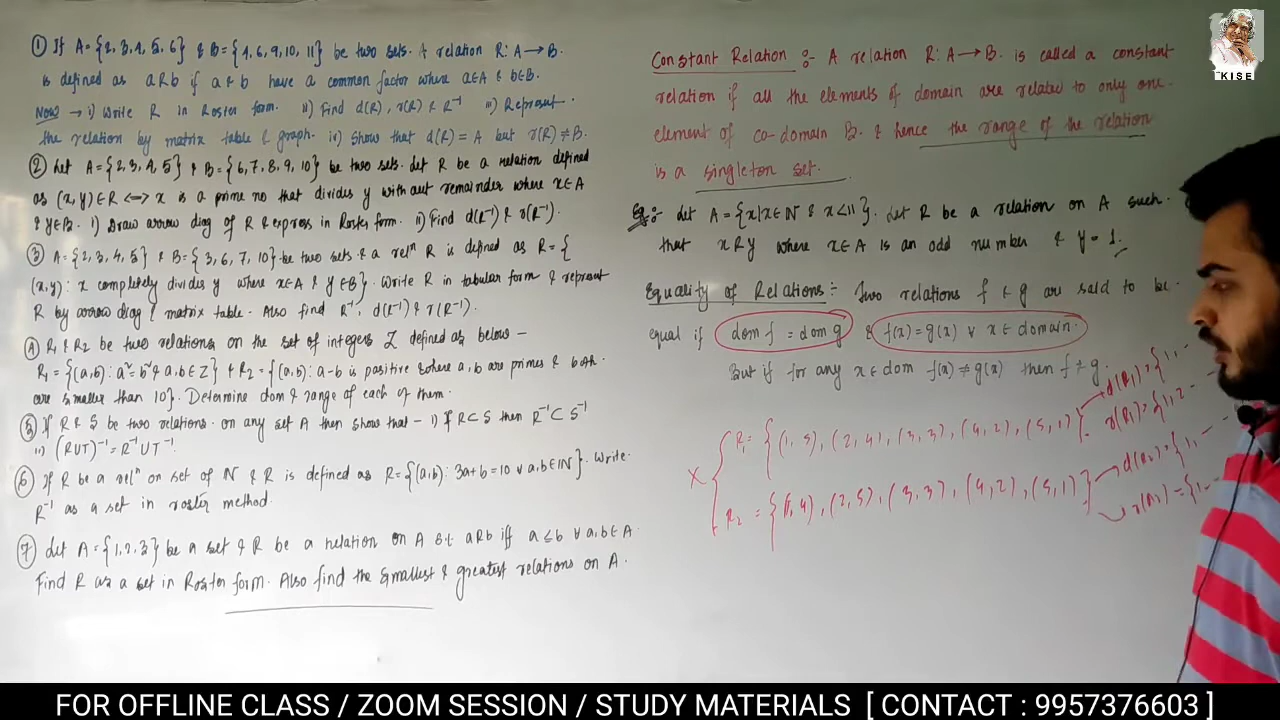 ① If A = {2, 3, 4, 5, 6} & B = {4, 6, 9, 10, 11} be two sets. A relation R: A → B.
is defined as aRb if a & b have a common factor where a∈A & b∈B.
Now → i) Write R in Roster form. ii) Find d(R), r(R) & R⁻¹ iii) Represent.
the relation by matrix table & graph. iv) Show that d(R) = A but r(R) ≠ B.
② Let A = {2, 3, 4, 5} & B = {6, 7, 8, 9, 10} be two sets. Let R be a relation defined
as (x, y) ∈ R <=> x is a prime no that divides y without remainder where x∈A
& y∈B. i) Draw arrow diag of R & express in Roster form. ii) Find d(R⁻¹) & r(R⁻¹).
③ A = {2, 3, 4, 5} & B = {3, 6, 7, 10} be two sets & a relⁿ R is defined as R = {
(x, y): x completely divides y where x∈A & y∈B}. Write R in tabular form & represent
R by arrow diag & matrix table. Also find R⁻¹, d(R⁻¹) & r(R⁻¹).
④ R₁ & R₂ be two relations on the set of integers Z defined as below –
R₁ = {(a, b): a² = b² & a, b ∈ Z} & R₂ = {(a, b): a-b is positive where a, b are primes & both.
are smaller than 10}. Determine dom & range of each of them.
⑤ If R & S be two relations on any set A then show that – i) If R⊂S then R⁻¹ ⊂ S⁻¹
ii) (RUT)⁻¹ = R⁻¹UT⁻¹.
⑥ If R be a relⁿ on set of N & R is defined as R = {(a, b): 3a+b = 10 ∀ a, b ∈ N}. Write.
R⁻¹ as a set in roster method.
⑦ Let A = {1, 2, 3} be a set & R be a relation on A s.t aRb iff a ≤ b ∀ a, b ∈ A
Find R as a set in Roster form. Also find the smallest & greatest relations on A.
Constant Relation :- A relation R: A → B. is called a constant
relation if all the elements of domain are related to only one.
element of co-domain B. & hence the range of the relation
is a singleton set.
Eg:- Let A = {x | x∈N & x < 11}. Let R be a relation on A such.
that xRy where x∈A is an odd number & y = 1.
Equality of Relations :- Two relations f & g are said to be.
equal if dom f = dom g & f(x) = g(x) ∀ x ∈ domain.
But if for any x ∈ dom f(x) ≠ g(x) then f ≠ g.
X R₁ = {(1, 5), (2, 4), (3, 3), (4, 2), (5, 1)} → d(R₁) = {1,
r(R₁) = {1, 2
R₂ = {(1, 4), (2, 5), (3, 3), (4, 2), (5, 1)} → d(R₂) = {1,
r(R₂) = {1,
KISE
FOR OFFLINE CLASS / ZOOM SESSION / STUDY MATERIALS [ CONTACT : 9957376603 ]